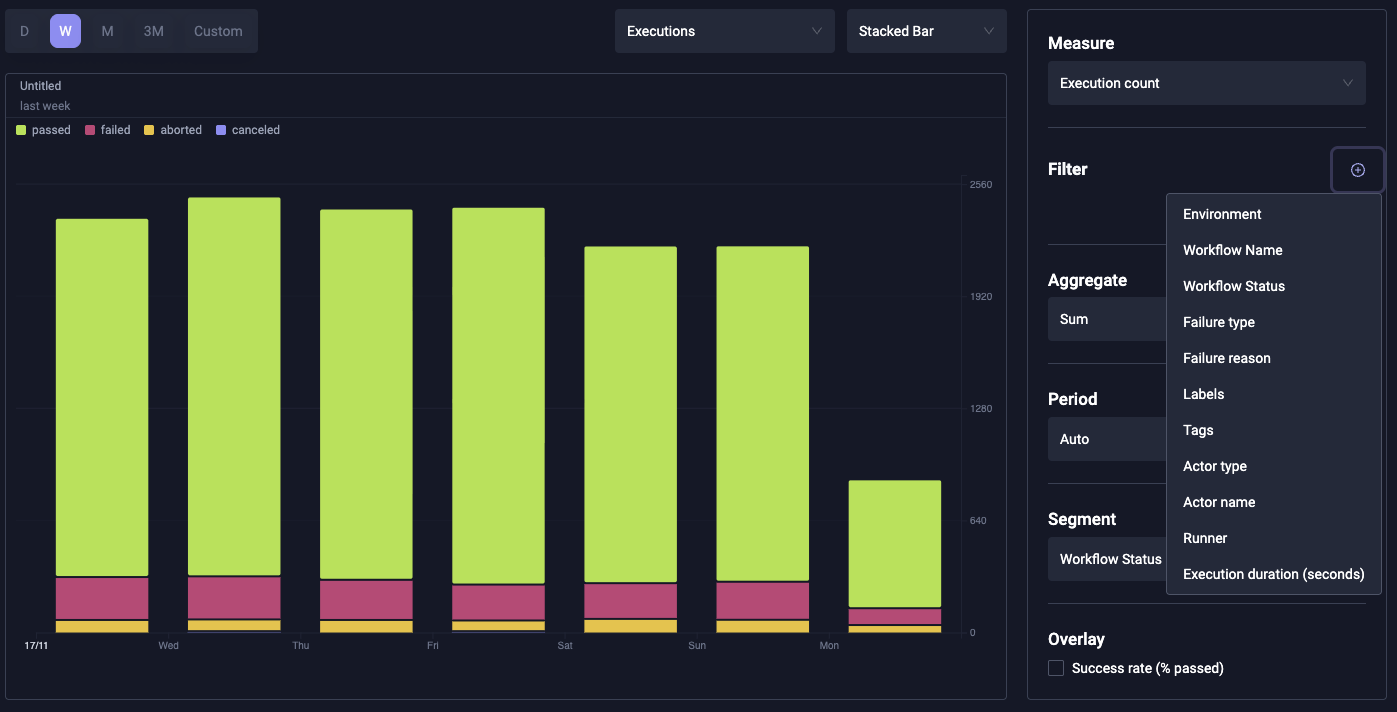 D W M 3M Custom
Executions
Stacked Bar
Untitled
last week
passed failed aborted canceled
2560
1920
1280
640
0
17/11 Wed Thu Fri Sat Sun Mon
Measure
Execution count
Filter
Environment
Workflow Name
Workflow Status
Failure type
Failure reason
Labels
Tags
Actor type
Actor name
Runner
Execution duration (seconds)
Aggregate
Sum
Period
Auto
Segment
Workflow Status
Overlay
Success rate (% passed)